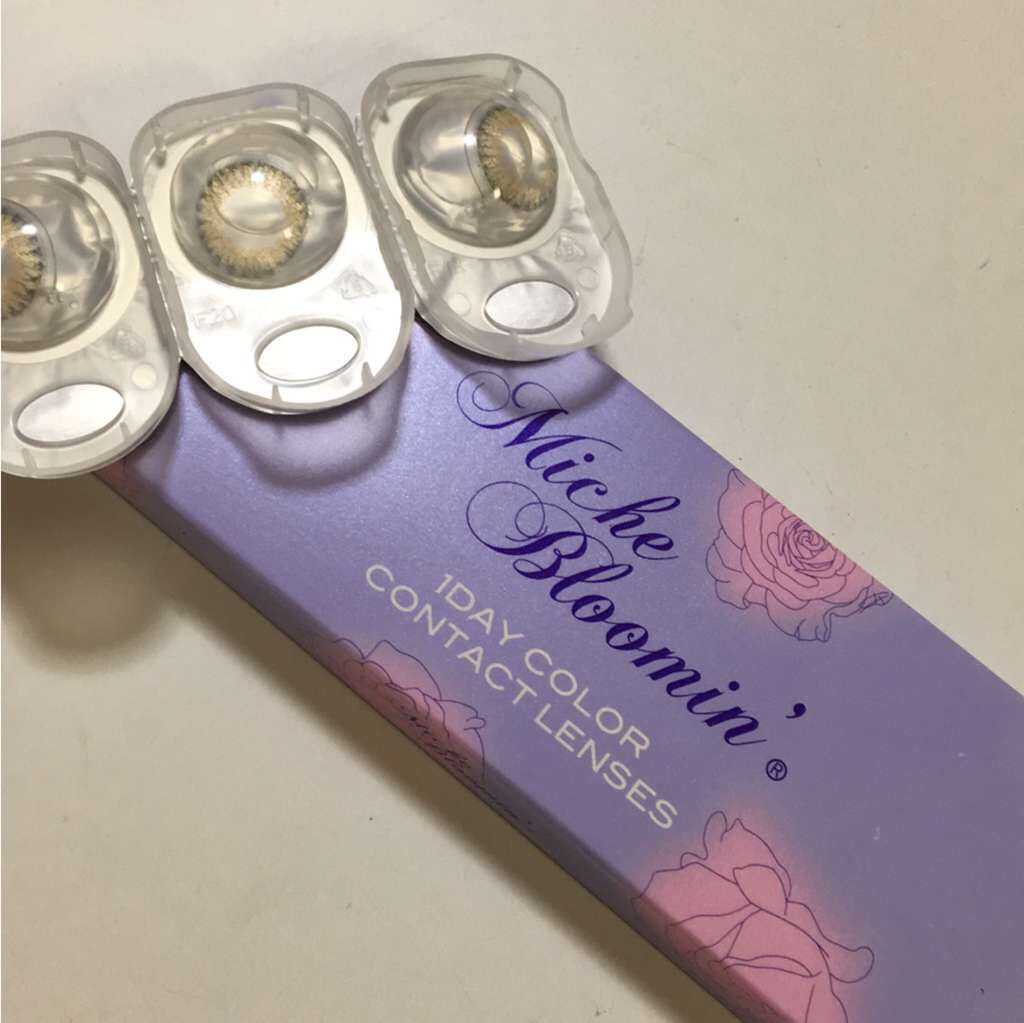 Miche
Bloomin'®
1DAY COLOR
CONTACT LENSES